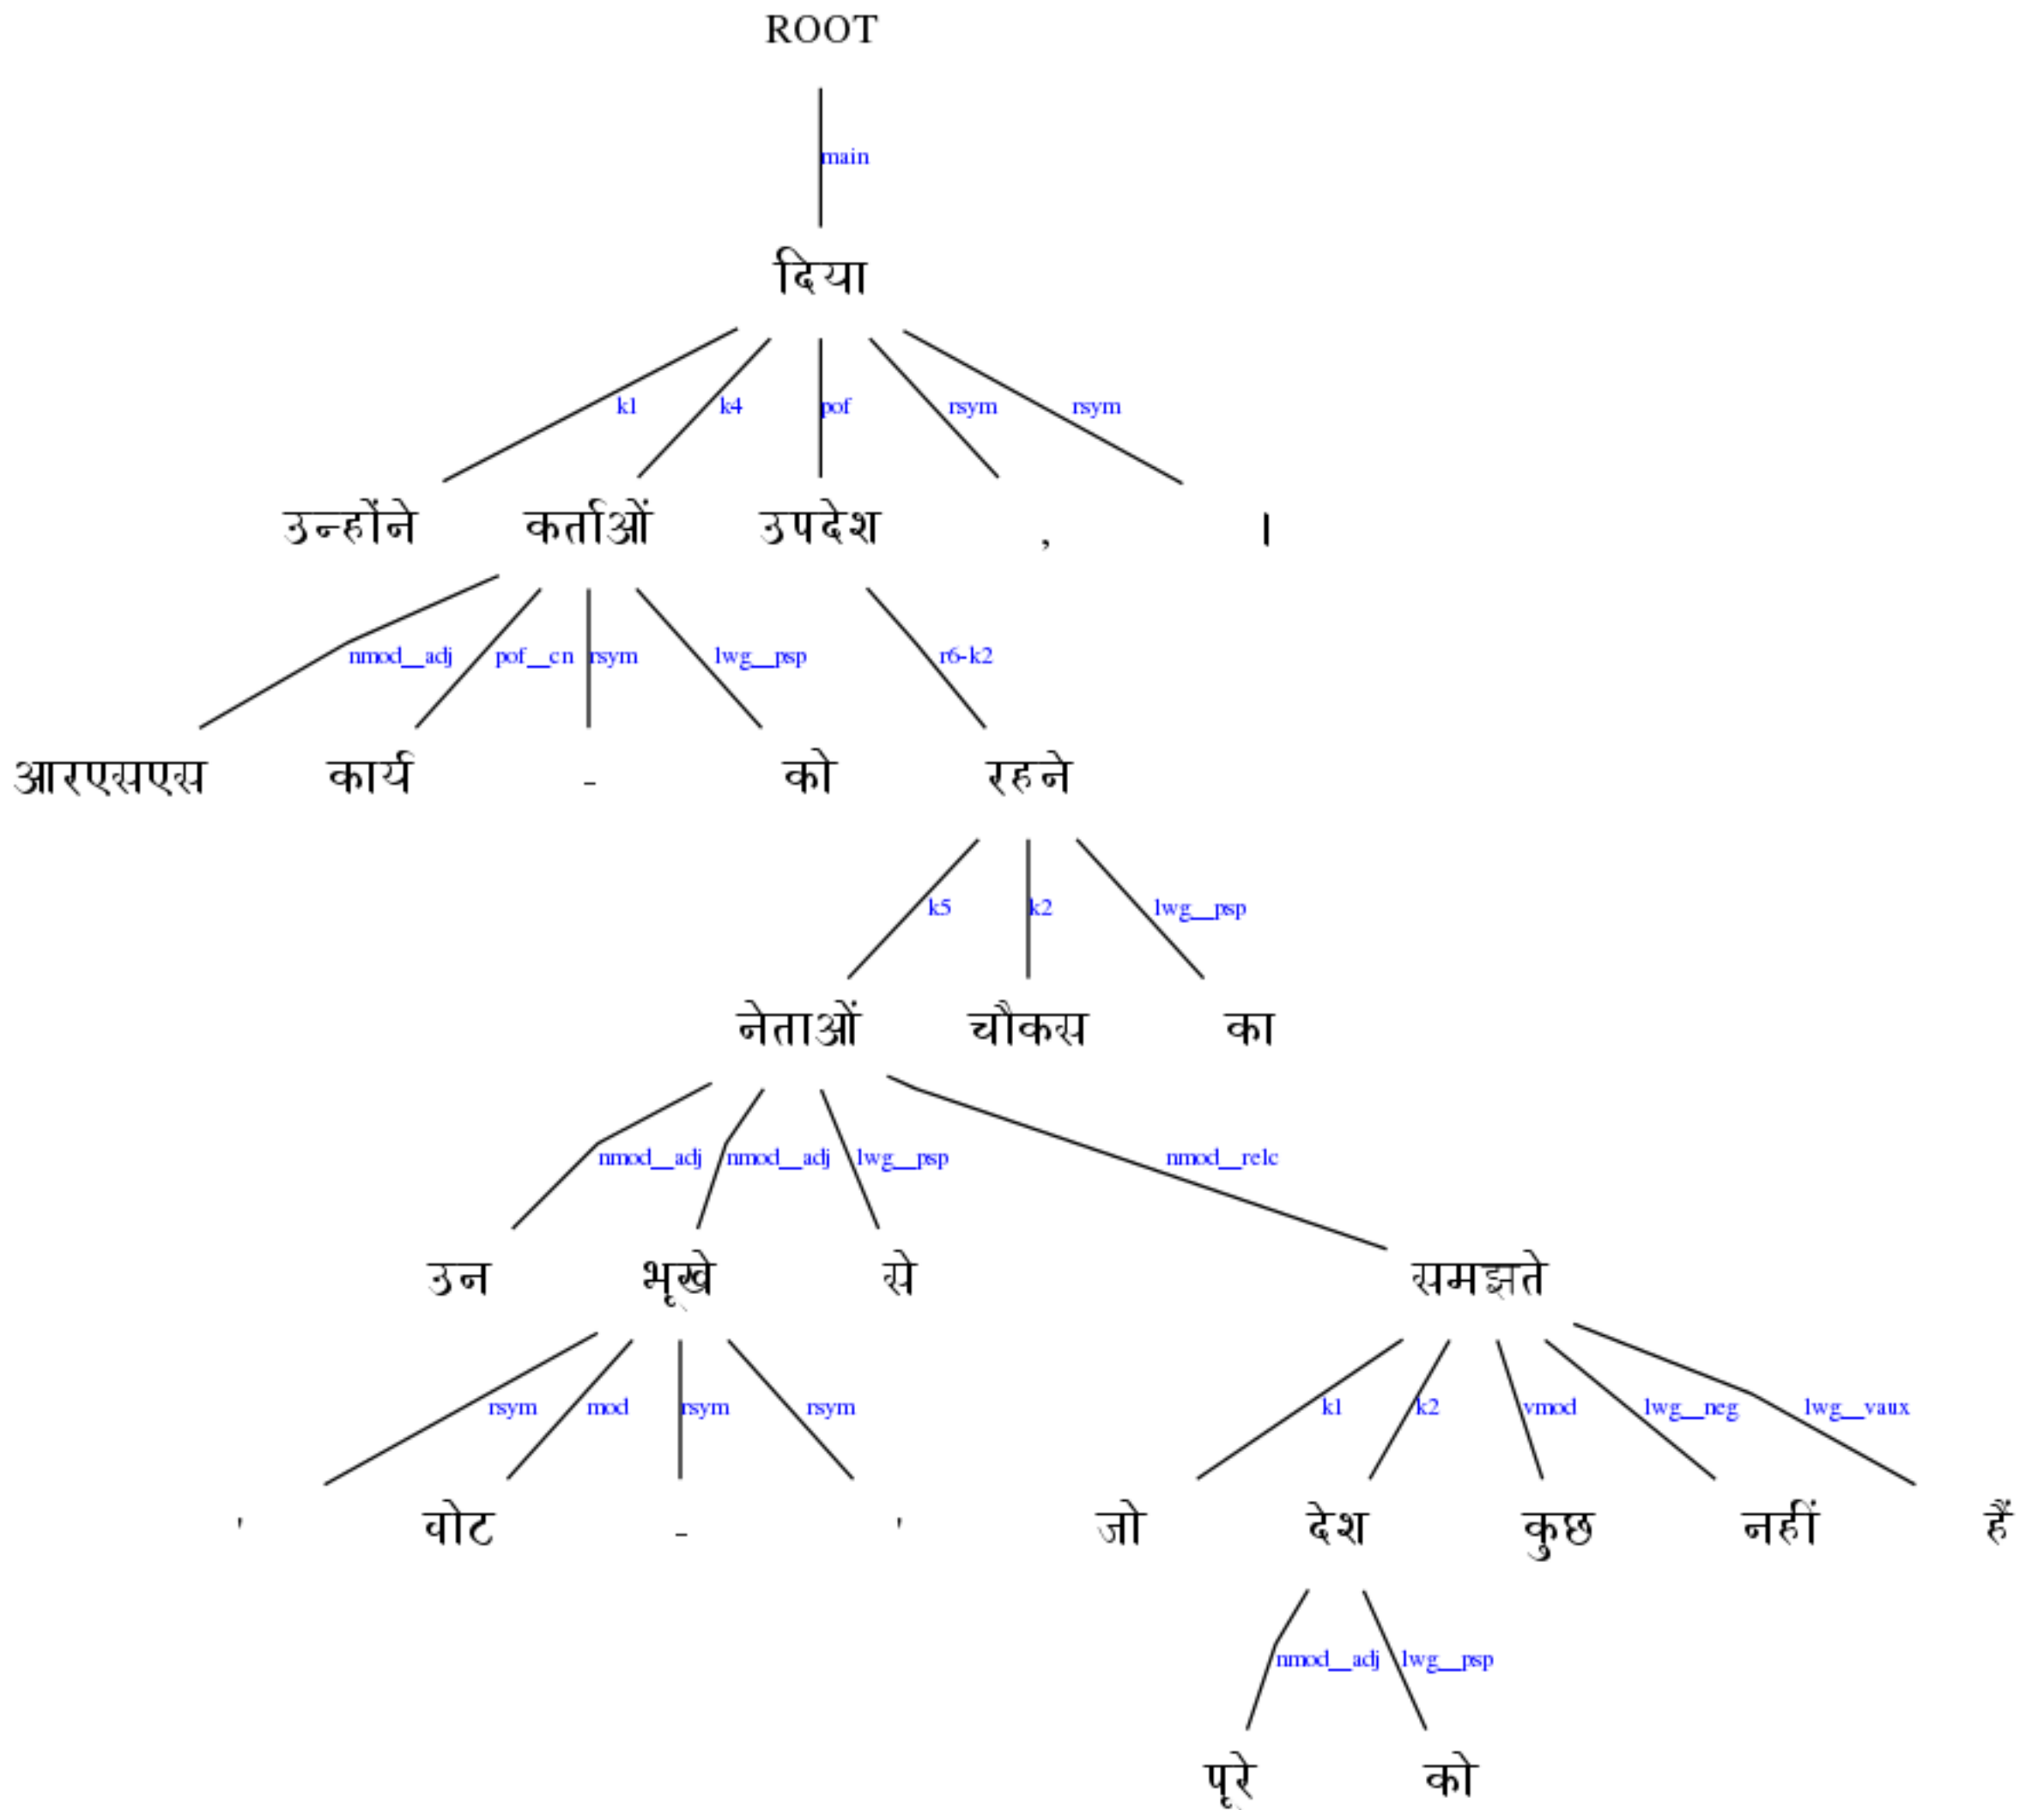 ROOT
main
दिया
k1 k4 pof rsym rsym
उन्होंने कर्ताओं उपदेश , ।
nmod__adj pof__cn rsym lwg__psp r6-k2
आरएसएस कार्य - को रहने
k5 k2 lwg__psp
नेताओं चौकस का
nmod__adj nmod__adj lwg__psp nmod__relc
उन भूखे से समझते
rsym mod rsym rsym k1 k2 vmod lwg__neg lwg__vaux
' वोट - ' जो देश कुछ नहीं हैं
nmod__adj lwg__psp
पूरे को